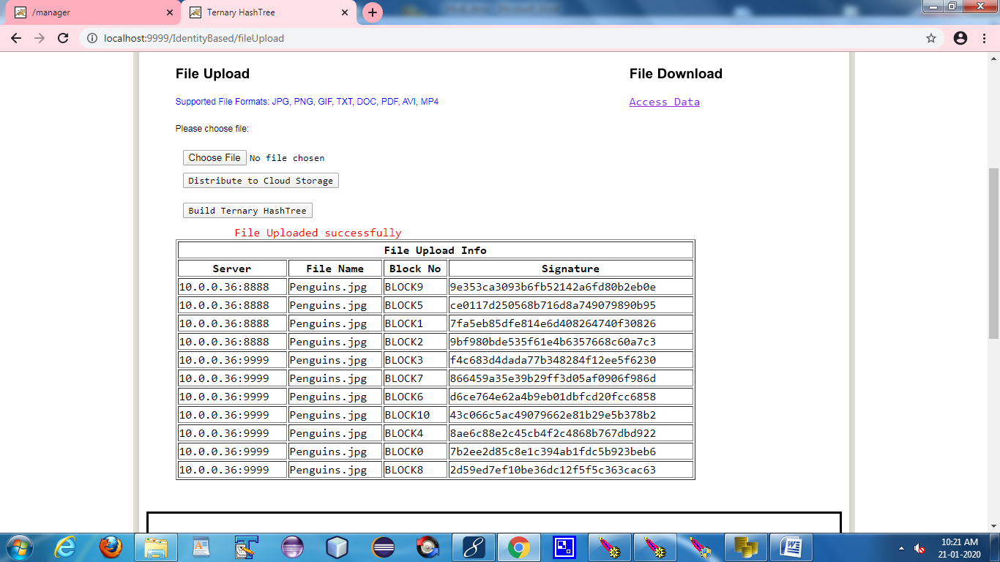 /manager
Ternary HashTree
localhost:9999/IdentityBased/fileUpload
File Upload
File Download
Supported File Formats: JPG, PNG, GIF, TXT, DOC, PDF, AVI, MP4
Access Data
Please choose file:
Choose File No file chosen
Distribute to Cloud Storage
Build Ternary HashTree
File Uploaded successfully
File Upload Info
Server File Name Block No Signature
10.0.0.36:8888 Penguins.jpg BLOCK9 9e353ca3093b6fb52142a6fd80b2eb0e
10.0.0.36:8888 Penguins.jpg BLOCK5 ce0117d250568b716d8a749079890b95
10.0.0.36:8888 Penguins.jpg BLOCK1 7fa5eb85dfe814e6d408264740f30826
10.0.0.36:8888 Penguins.jpg BLOCK2 9bf980bde535f61e4b6357668c60a7c3
10.0.0.36:9999 Penguins.jpg BLOCK3 f4c683d4dada77b348284f12ee5f6230
10.0.0.36:9999 Penguins.jpg BLOCK7 866459a35e39b29ff3d05af0906f986d
10.0.0.36:9999 Penguins.jpg BLOCK6 d6ce764e62a4b9eb01dbfcd20fcc6858
10.0.0.36:9999 Penguins.jpg BLOCK10 43c066c5ac49079662e81b29e5b378b2
10.0.0.36:9999 Penguins.jpg BLOCK4 8ae6c88e2c45cb4f2c4868b767dbd922
10.0.0.36:9999 Penguins.jpg BLOCK0 7b2ee2d85c8e1c394ab1fdc5b923beb6
10.0.0.36:9999 Penguins.jpg BLOCK8 2d59ed7ef10be36dc12f5f5c363cac63
10:21 AM
21-01-2020